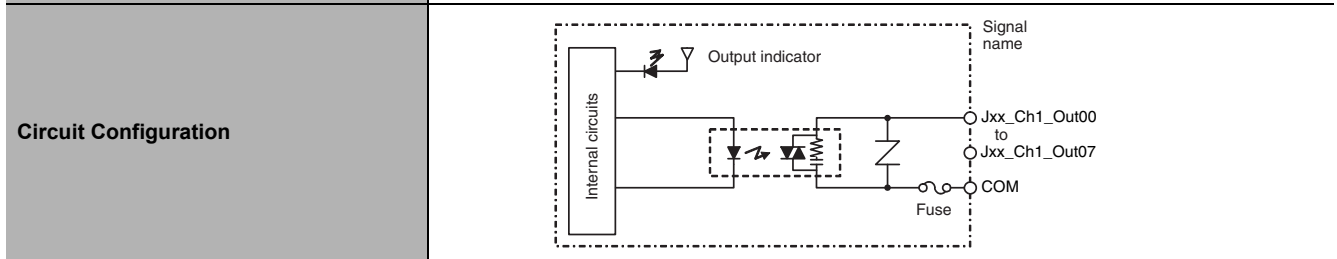 Circuit Configuration
Signal
name
Output indicator
Internal circuits
Jxx_Ch1_Out00
to
Jxx_Ch1_Out07
COM
Fuse